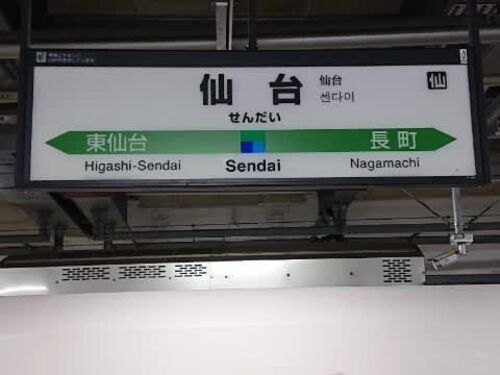 仙台
仙台
센다이
仙
せんだい
東仙台
長町
Higashi-Sendai
Sendai
Nagamachi